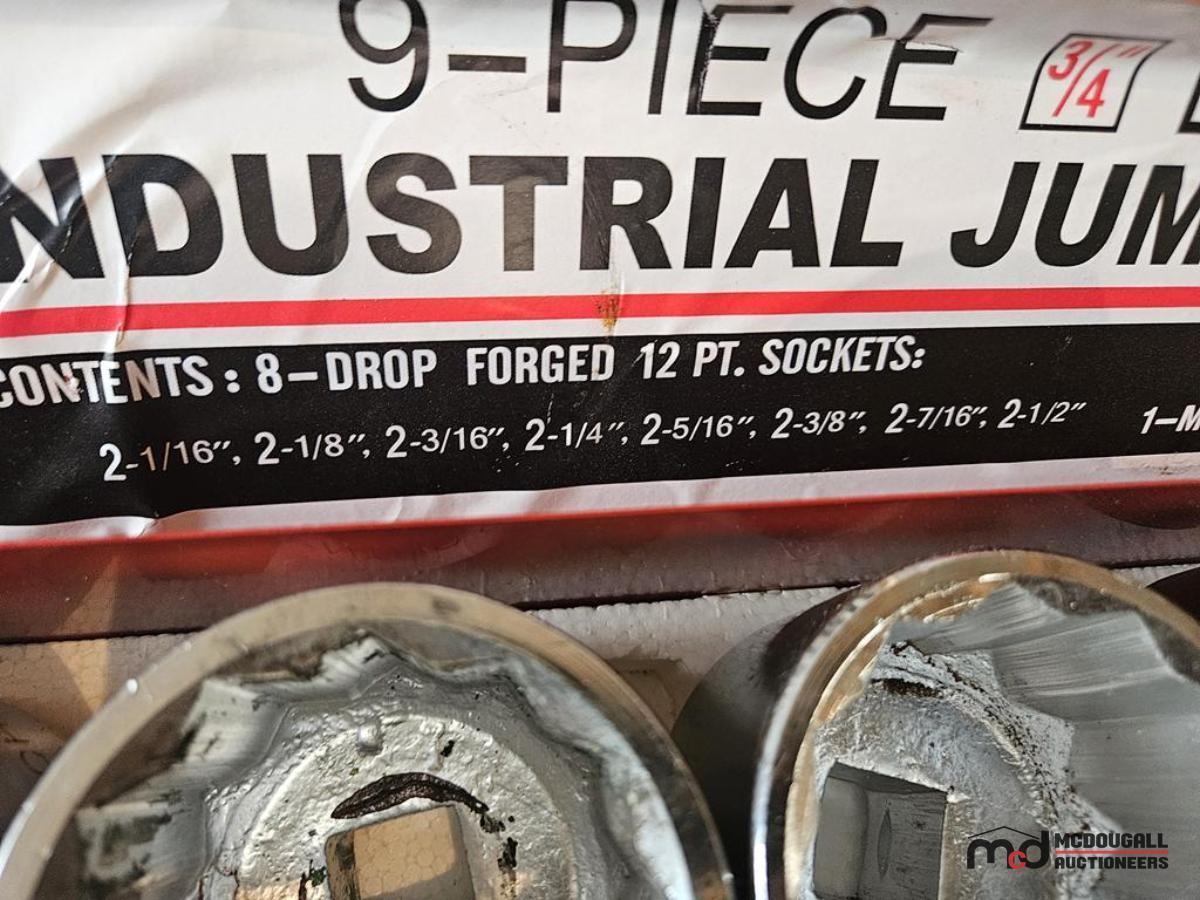 9-PIECE 3/4"
NDUSTRIAL JUM
CONTENTS: 8-DROP FORGED 12 PT. SOCKETS:
2-1/16", 2-1/8", 2-3/16", 2-1/4", 2-5/16", 2-3/8", 2-7/16", 2-1/2" 1-M
mcd MCDOUGALL
AUCTIONEERS